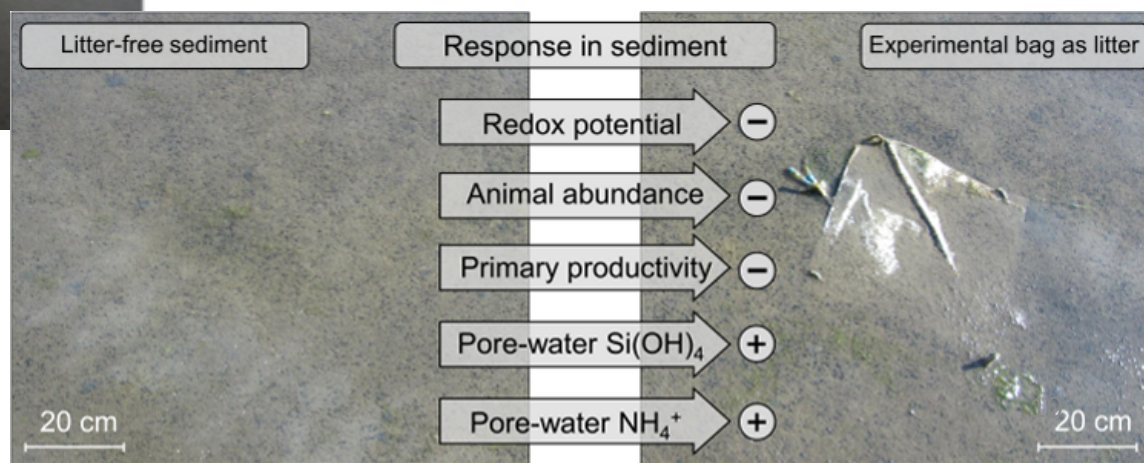 Litter-free sediment
Response in sediment
Experimental bag as litter
Redox potential −
Animal abundance −
Primary productivity −
Pore-water Si(OH)₄ +
Pore-water NH₄⁺ +
20 cm
20 cm